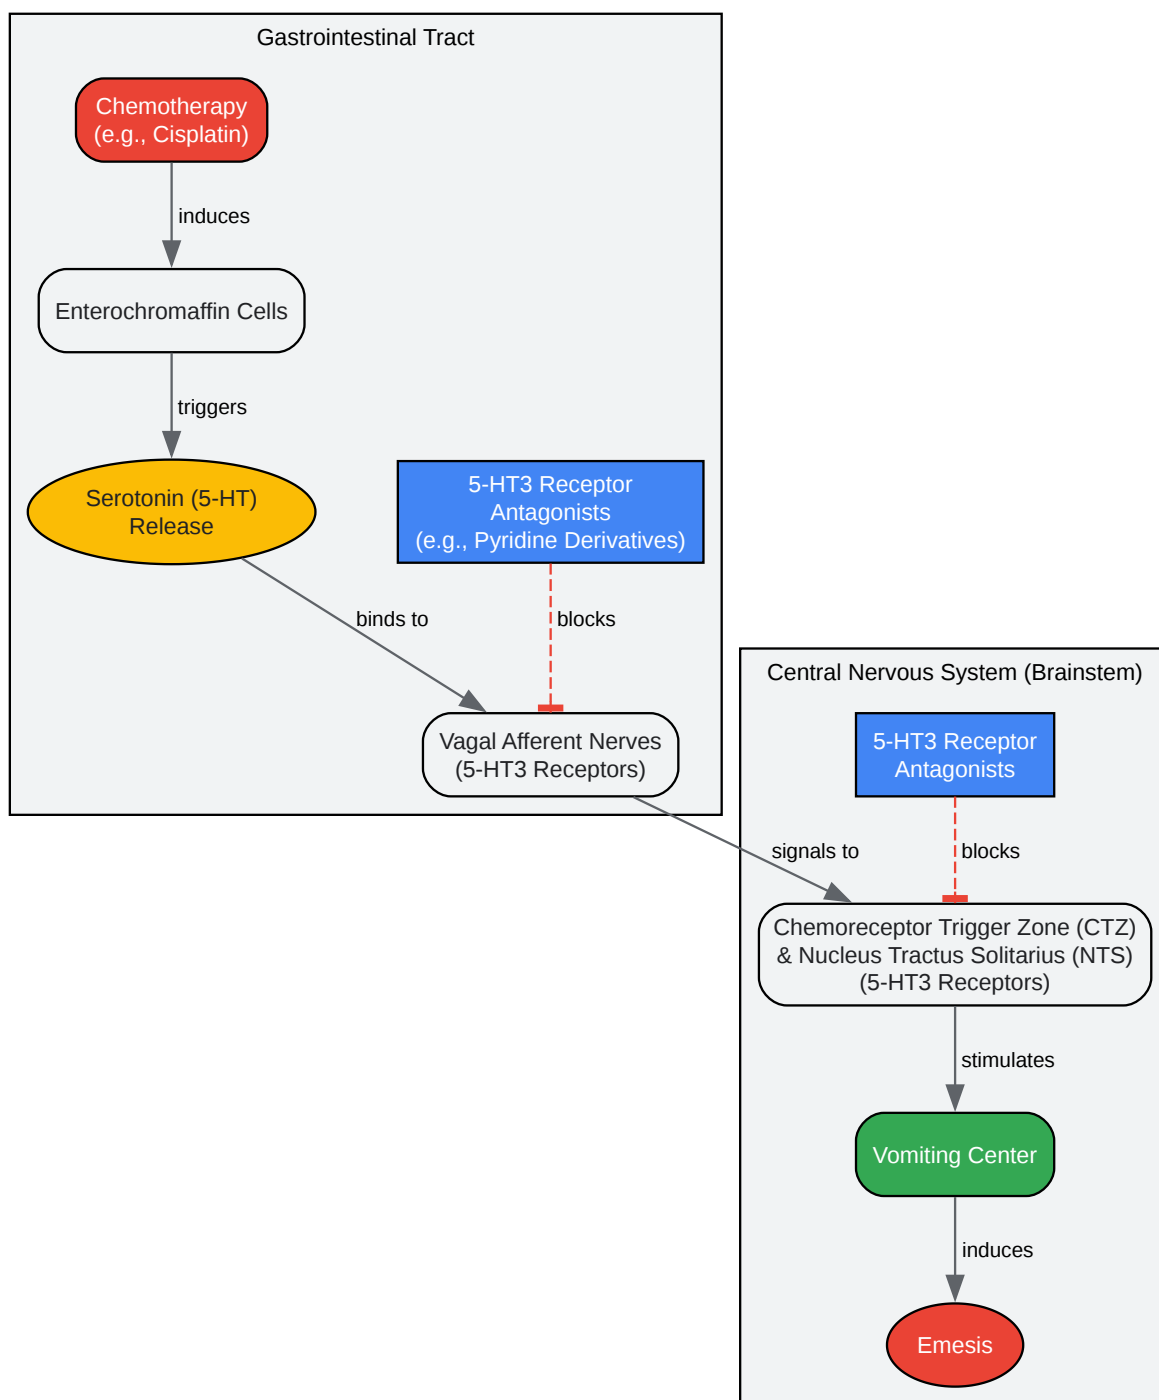 Gastrointestinal Tract
Chemotherapy
(e.g., Cisplatin)
induces
Enterochromaffin Cells
triggers
Serotonin (5-HT)
Release
5-HT3 Receptor
Antagonists
(e.g., Pyridine Derivatives)
binds to
blocks
Vagal Afferent Nerves
(5-HT3 Receptors)
Central Nervous System (Brainstem)
5-HT3 Receptor
Antagonists
signals to
blocks
Chemoreceptor Trigger Zone (CTZ)
& Nucleus Tractus Solitarius (NTS)
(5-HT3 Receptors)
stimulates
Vomiting Center
induces
Emesis